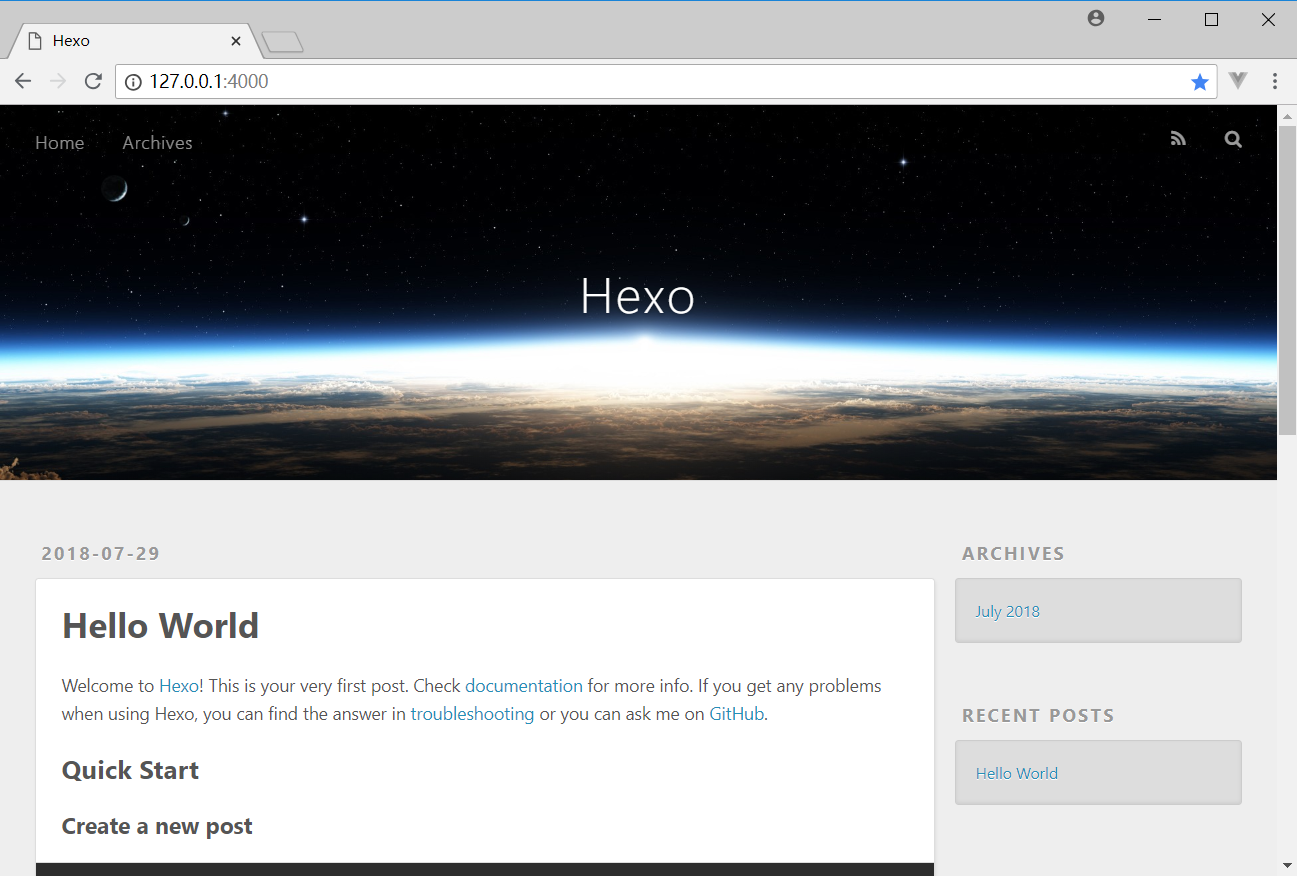 Hexo
127.0.0.1:4000
Home Archives
Hexo
2018-07-29
Hello World
Welcome to Hexo! This is your very first post. Check documentation for more info. If you get any problems
when using Hexo, you can find the answer in troubleshooting or you can ask me on GitHub.
Quick Start
Create a new post
ARCHIVES
July 2018
RECENT POSTS
Hello World